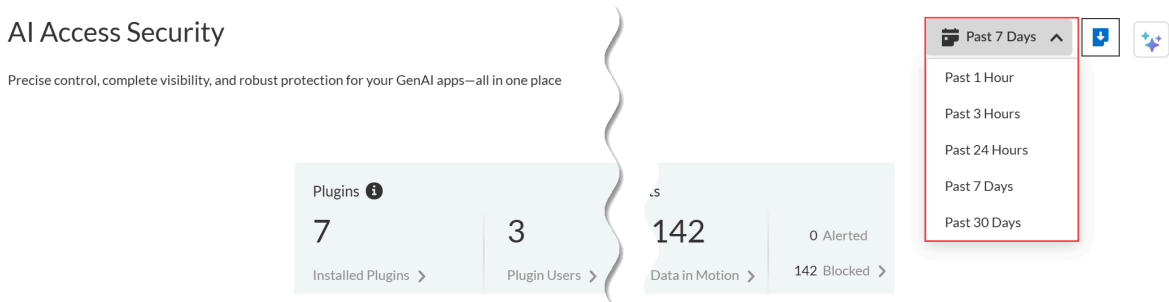 AI Access Security
Past 7 Days
Precise control, complete visibility, and robust protection for your GenAI apps—all in one place
Past 1 Hour
Past 3 Hours
Past 24 Hours
Past 7 Days
Past 30 Days
Plugins
7
Installed Plugins
3
Plugin Users
142
Data in Motion
0 Alerted
142 Blocked